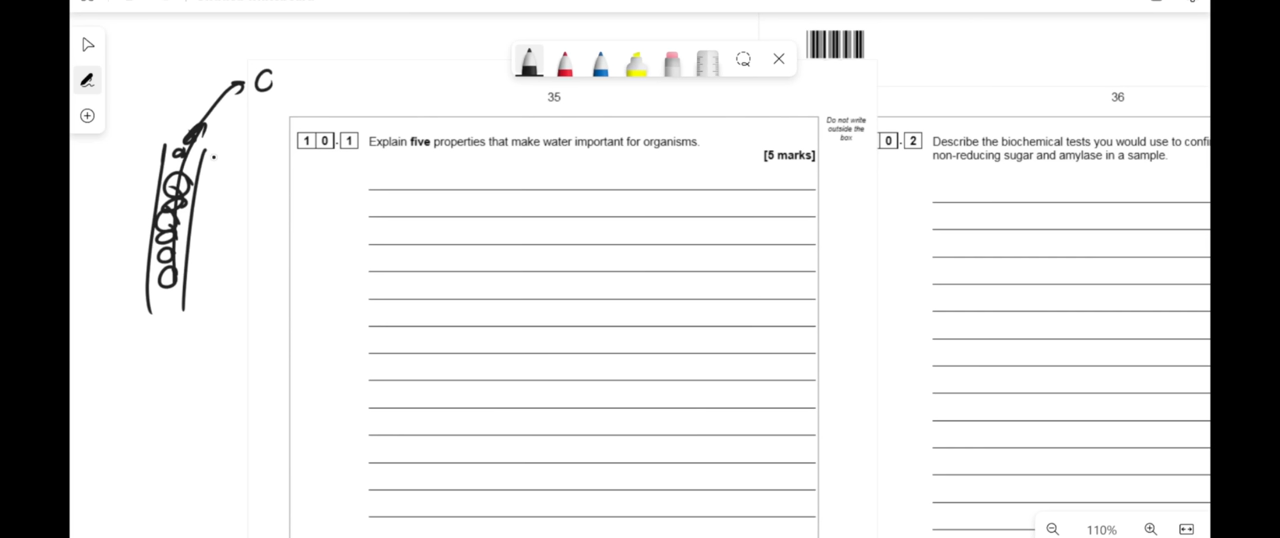 C
35
36
Do not write
outside the
box
1 0 . 1 Explain five properties that make water important for organisms.
[5 marks]
0 . 2 Describe the biochemical tests you would use to confi
non-reducing sugar and amylase in a sample.
110%